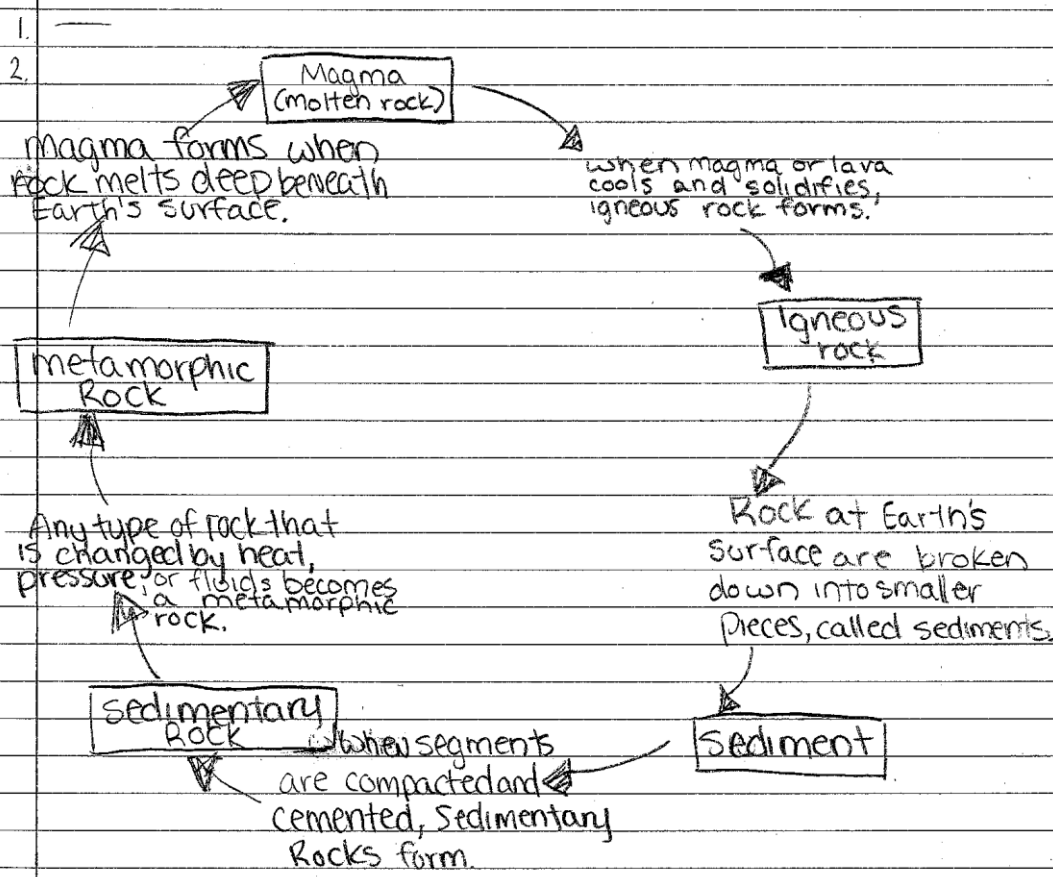 1. —
2.
Magma
(molten rock)
When magma or lava
cools and solidifies,
igneous rock forms.
Igneous
rock
Rock at Earth's
surface are broken
down into smaller
pieces, called sediments.
Sediment
When segments
are compacted and
cemented, Sedimentary
Rocks form.
Sedimentary
Rock
Any type of rock that
is changed by heat,
pressure, or fluids becomes
a metamorphic
rock.
metamorphic
Rock
Magma forms when
rock melts deep beneath
Earth's surface.